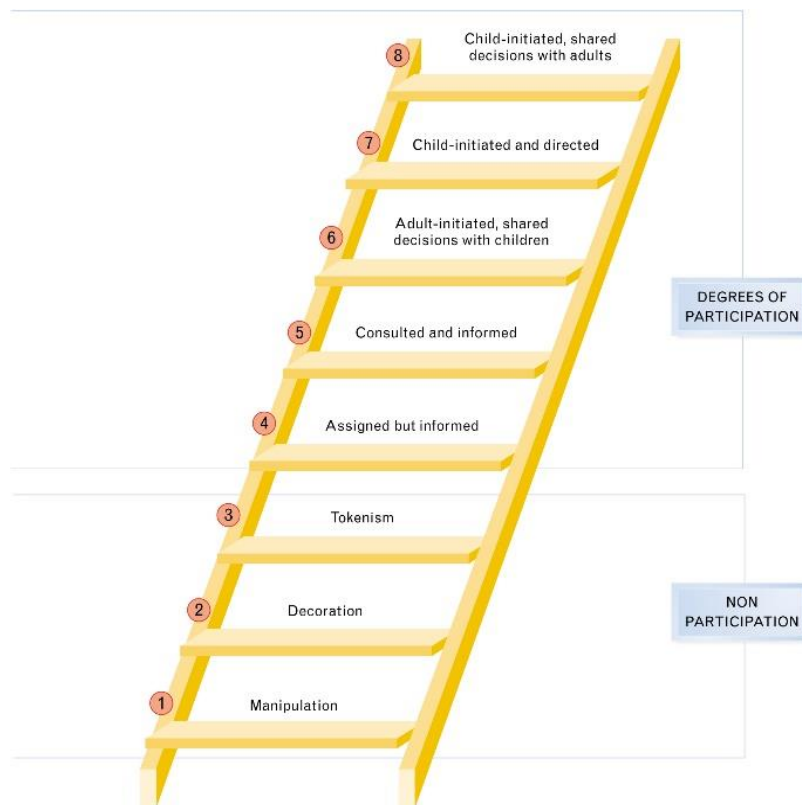 8
Child-initiated, shared
decisions with adults
7
Child-initiated and directed
6
Adult-initiated, shared
decisions with children
DEGREES OF
PARTICIPATION
5
Consulted and informed
4
Assigned but informed
3
Tokenism
NON
PARTICIPATION
2
Decoration
1
Manipulation